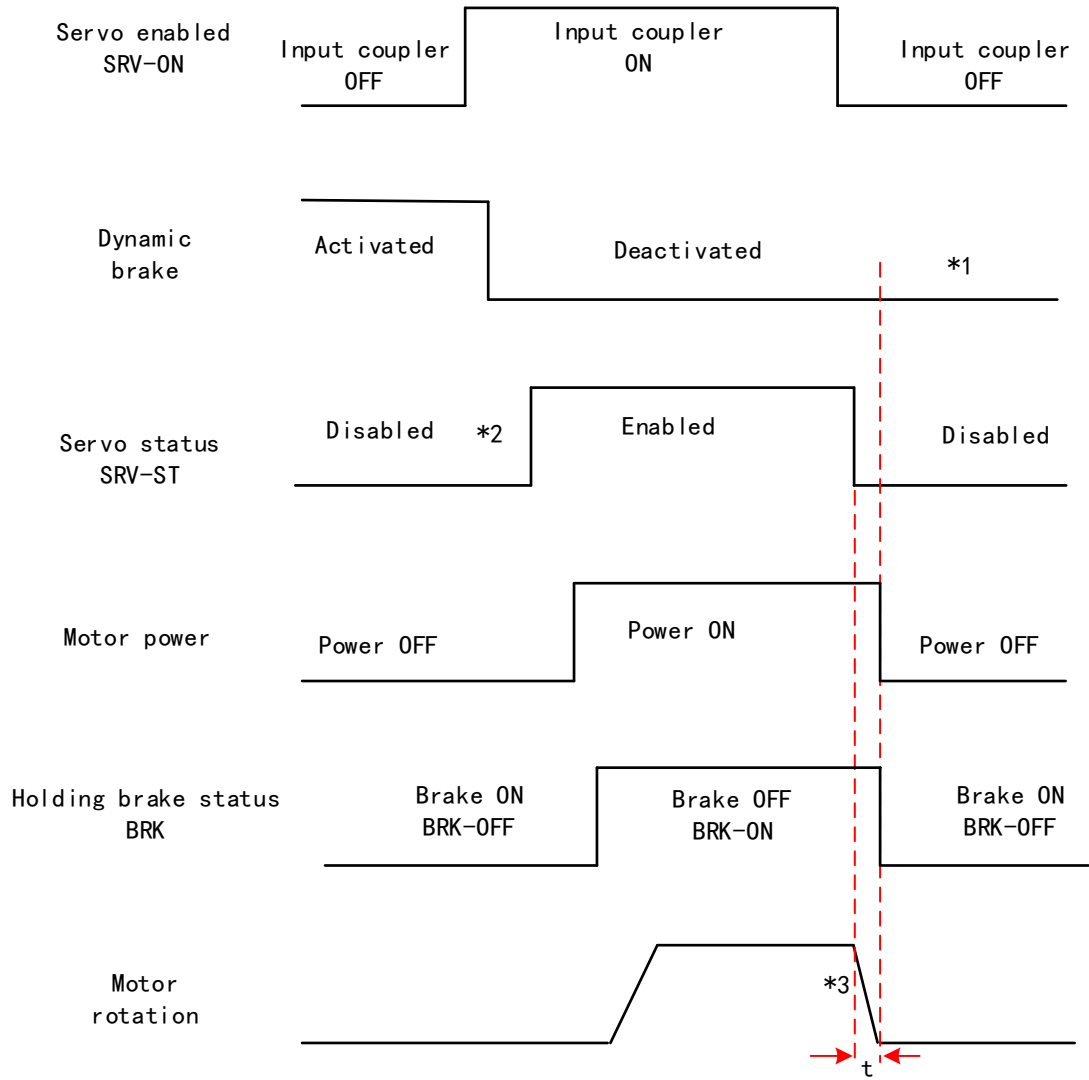 Servo enabled
SRV-ON
Input coupler
OFF
Input coupler
ON
Input coupler
OFF
Dynamic
brake
Activated
Deactivated
*1
Servo status
SRV-ST
Disabled
*2
Enabled
Disabled
Motor power
Power OFF
Power ON
Power OFF
Holding brake status
BRK
Brake ON
BRK-OFF
Brake OFF
BRK-ON
Brake ON
BRK-OFF
Motor
rotation
*3
t